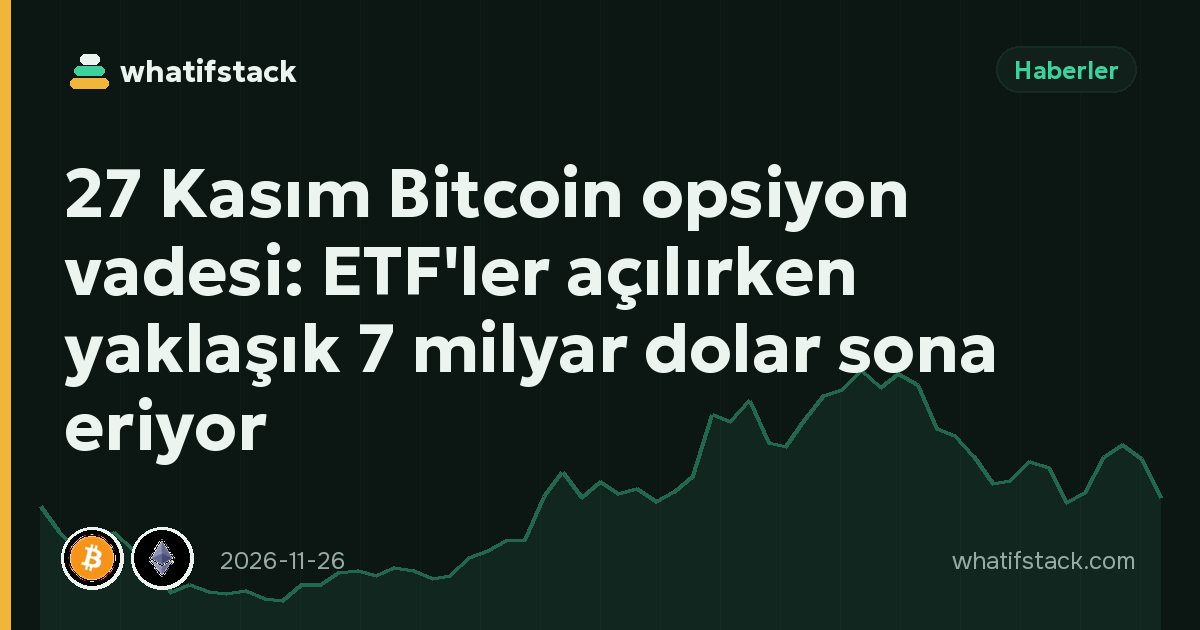 whatifstack
Haberler
27 Kasım Bitcoin opsiyon
vadesi: ETF'ler açılırken
yaklaşık 7 milyar dolar sona
eriyor
2026-11-26
whatifstack.com